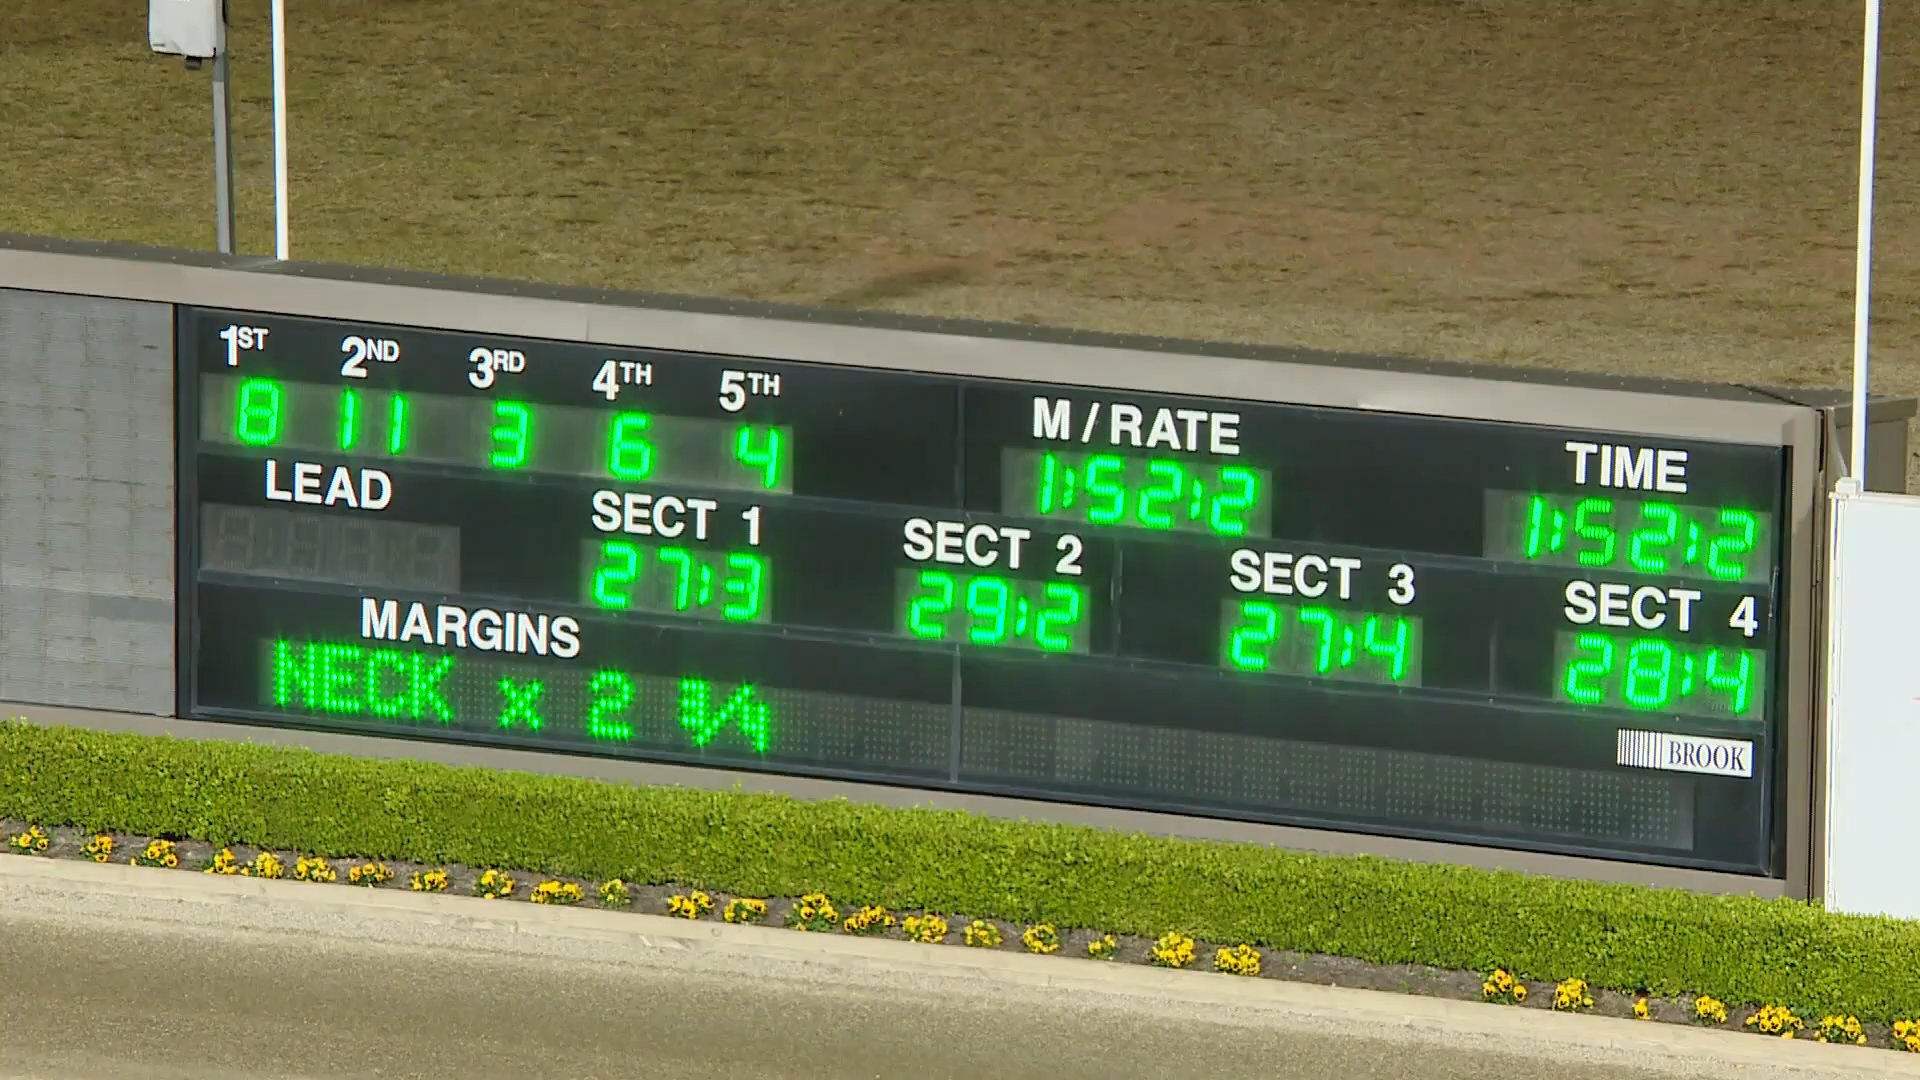 1ST 2ND 3RD 4TH 5TH
8 11 3 6 4
M/RATE
1:52:2
TIME
1:52:2
LEAD
SECT 1
27:3
SECT 2
29:2
SECT 3
27:4
SECT 4
28:4
MARGINS
NECK x 2
BROOK